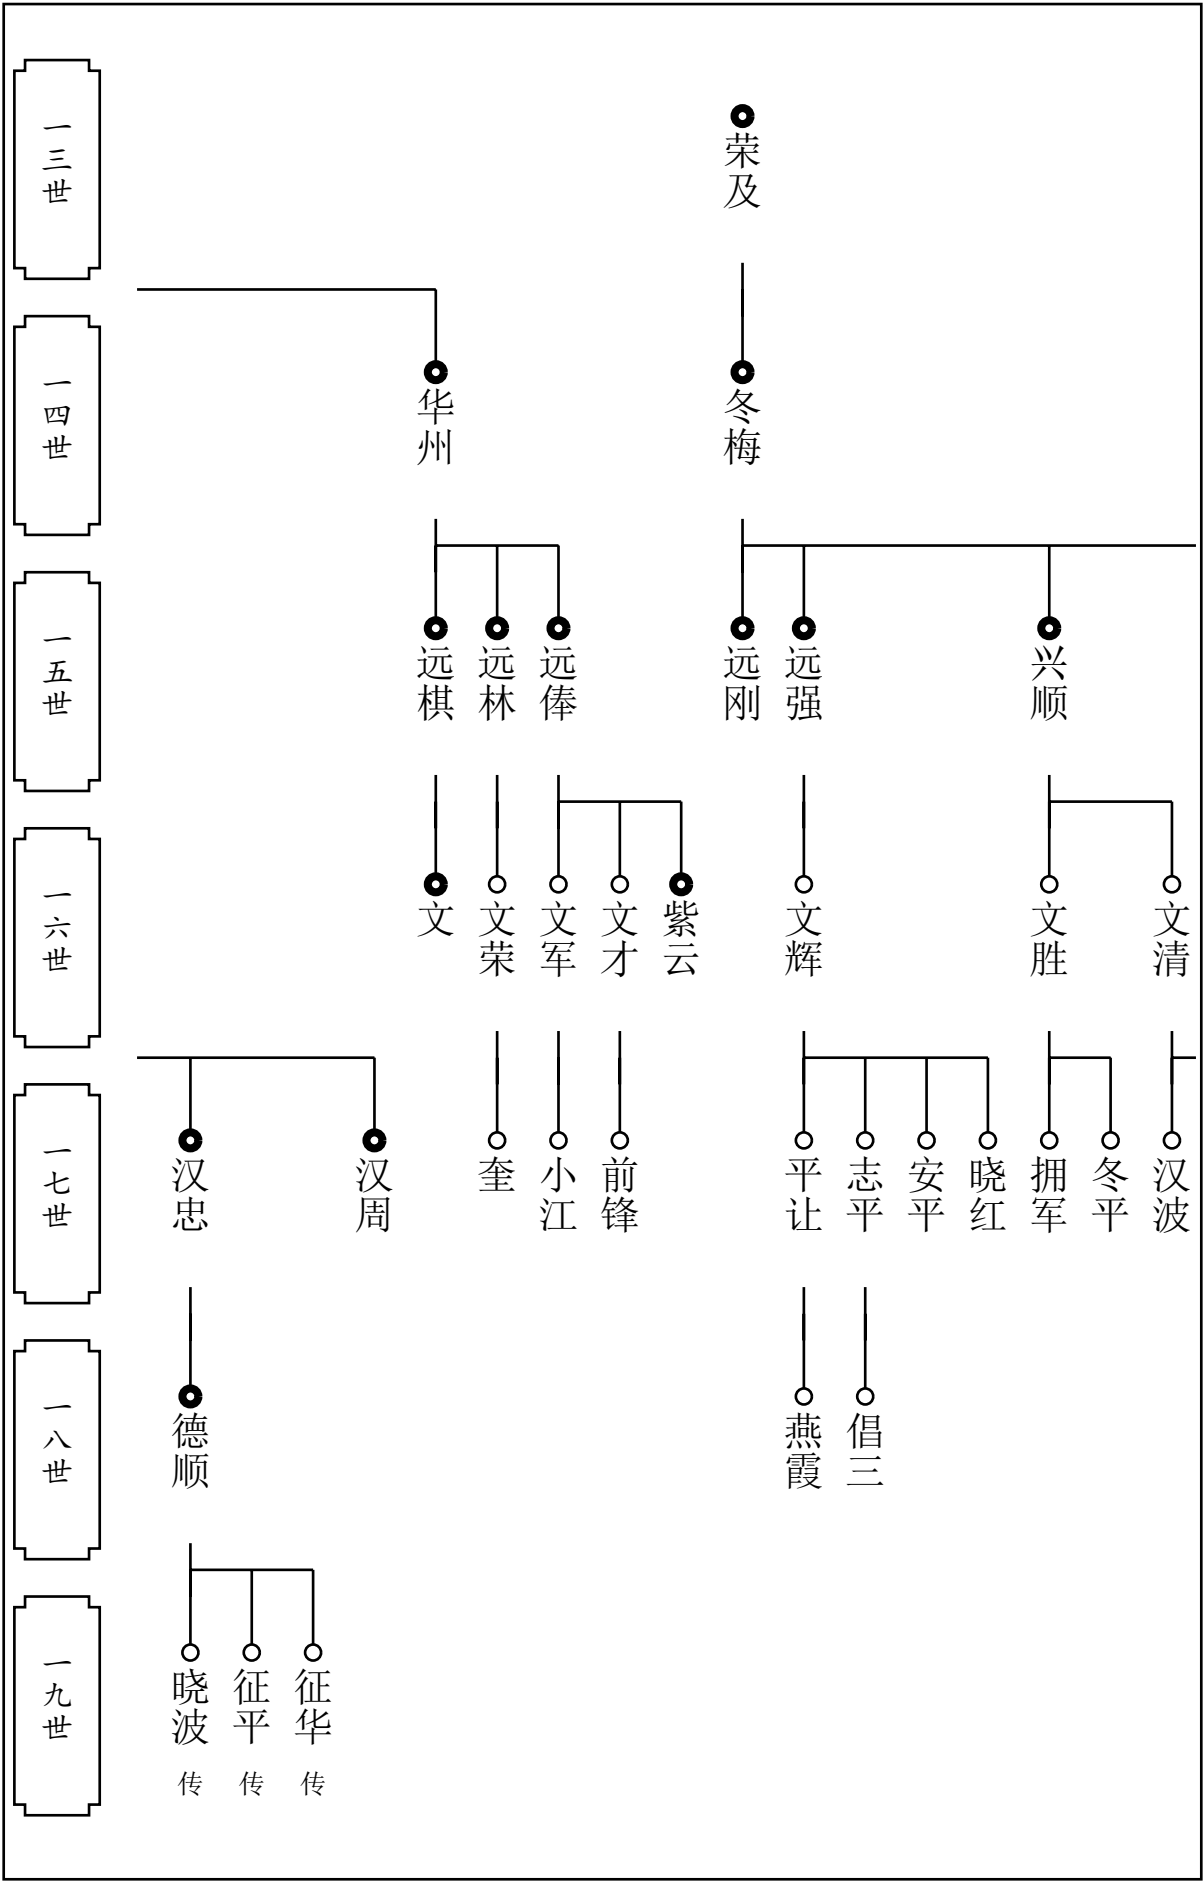 一三世
荣及
一四世
华州
冬梅
一五世
远棋
远林
远俸
远刚
远强
兴顺
一六世
文
文荣
文军
文才
紫云
文辉
文胜
文清
一七世
汉忠
汉周
奎
小江
前锋
平让
志平
安平
晓红
拥军
冬平
汉波
一八世
德顺
燕霞
倡三
一九世
晓波
征平
征华
传
传
传